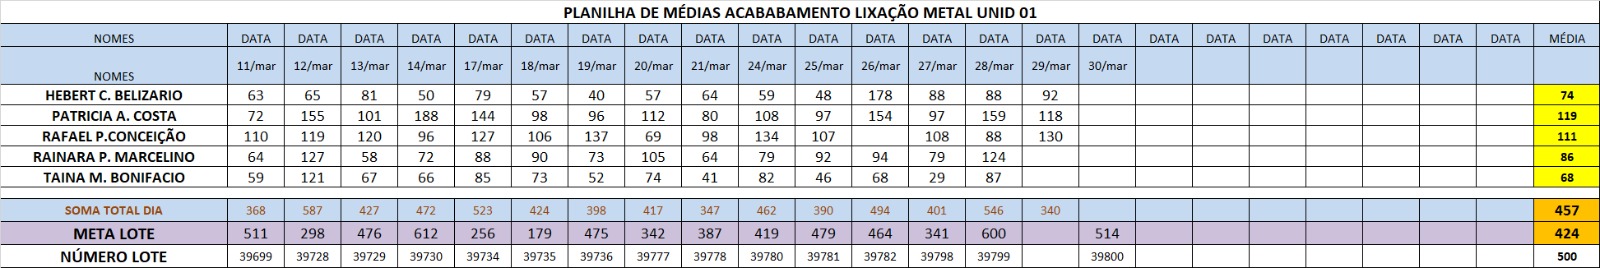 PLANILHA DE MÉDIAS ACABABAMENTO LIXAÇÃO METAL UNID 01
NOMES DATA DATA DATA DATA DATA DATA DATA DATA DATA DATA DATA DATA DATA DATA DATA DATA DATA DATA DATA DATA DATA DATA DATA MÉDIA
NOMES 11/mar 12/mar 13/mar 14/mar 17/mar 18/mar 19/mar 20/mar 21/mar 24/mar 25/mar 26/mar 27/mar 28/mar 29/mar 30/mar
HEBERT C. BELIZARIO 63 65 81 50 79 57 40 57 64 59 48 178 88 88 92 74
PATRICIA A. COSTA 72 155 101 188 144 98 96 112 80 108 97 154 97 159 118 119
RAFAEL P.CONCEIÇÃO 110 119 120 96 127 106 137 69 98 134 107 108 88 130 111
RAINARA P. MARCELINO 64 127 58 72 88 90 73 105 64 79 92 94 79 124 86
TAINA M. BONIFACIO 59 121 67 66 85 73 52 74 41 82 46 68 29 87 68
SOMA TOTAL DIA 368 587 427 472 523 424 398 417 347 462 390 494 401 546 340 457
META LOTE 511 298 476 612 256 179 475 342 387 419 479 464 341 600 514 424
NÚMERO LOTE 39699 39728 39729 39730 39734 39735 39736 39777 39778 39780 39781 39782 39798 39799 39800 500